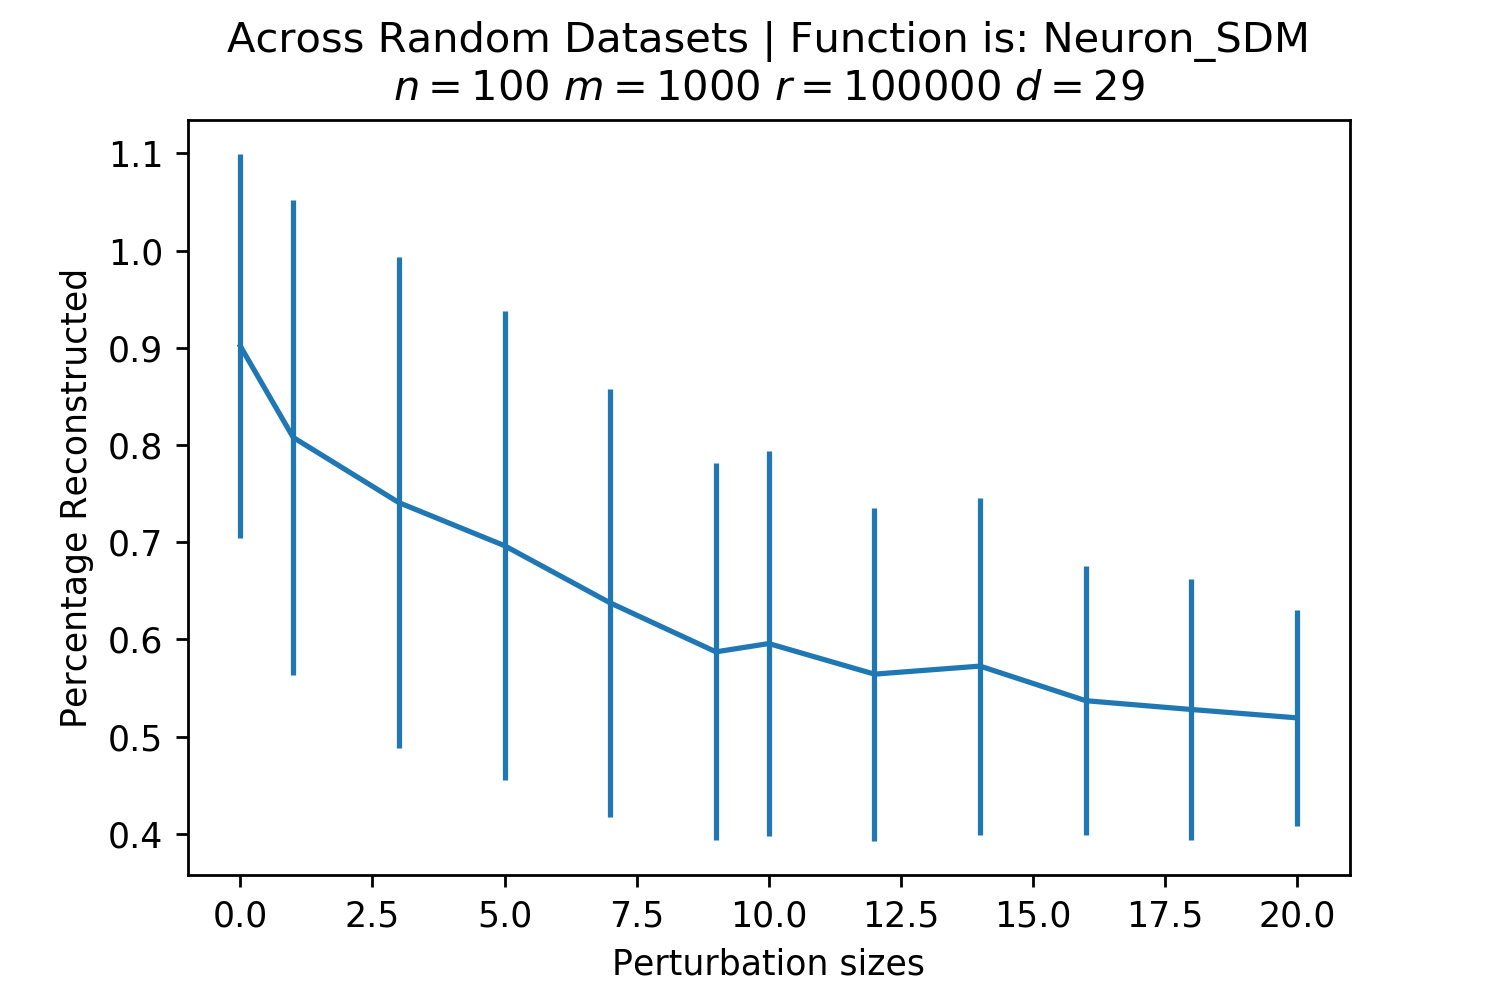 Across Random Datasets | Function is: Neuron_SDM
n = 100 m = 1000 r = 100000 d = 29
Percentage Reconstructed
1.1
1.0
0.9
0.8
0.7
0.6
0.5
0.4
0.0 2.5 5.0 7.5 10.0 12.5 15.0 17.5 20.0
Perturbation sizes